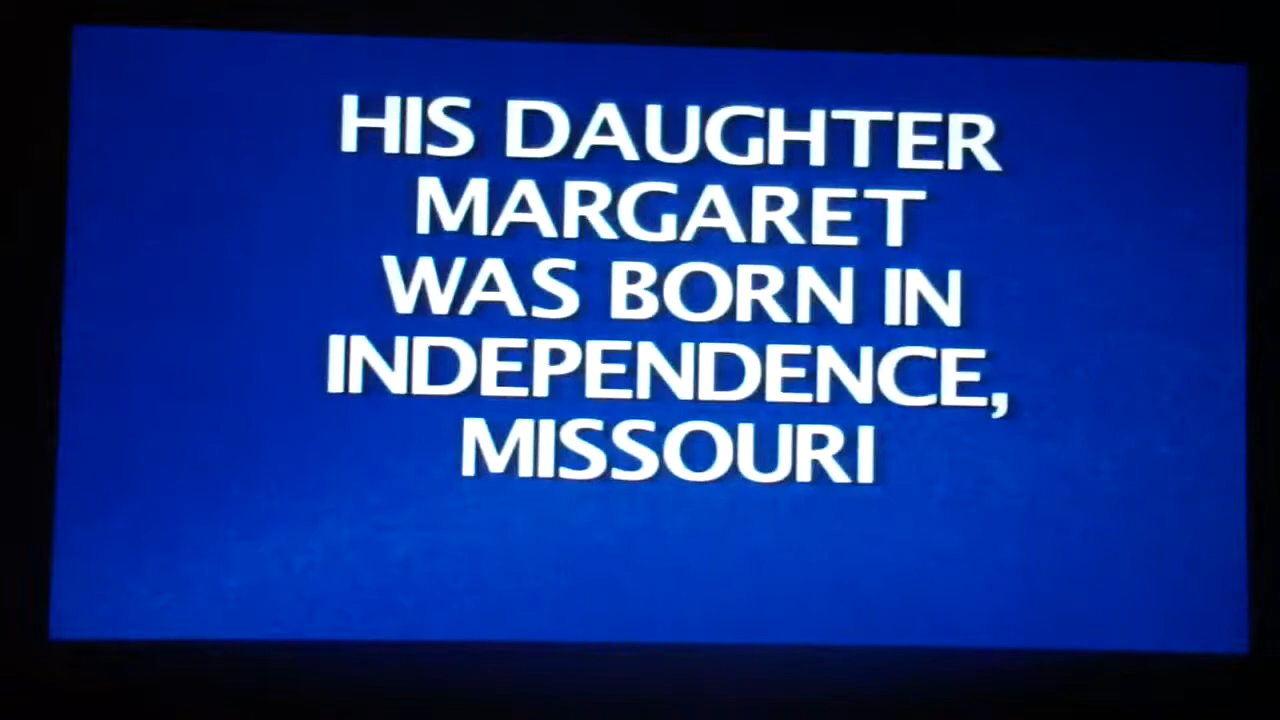 HIS DAUGHTER
MARGARET
WAS BORN IN
INDEPENDENCE,
MISSOURI